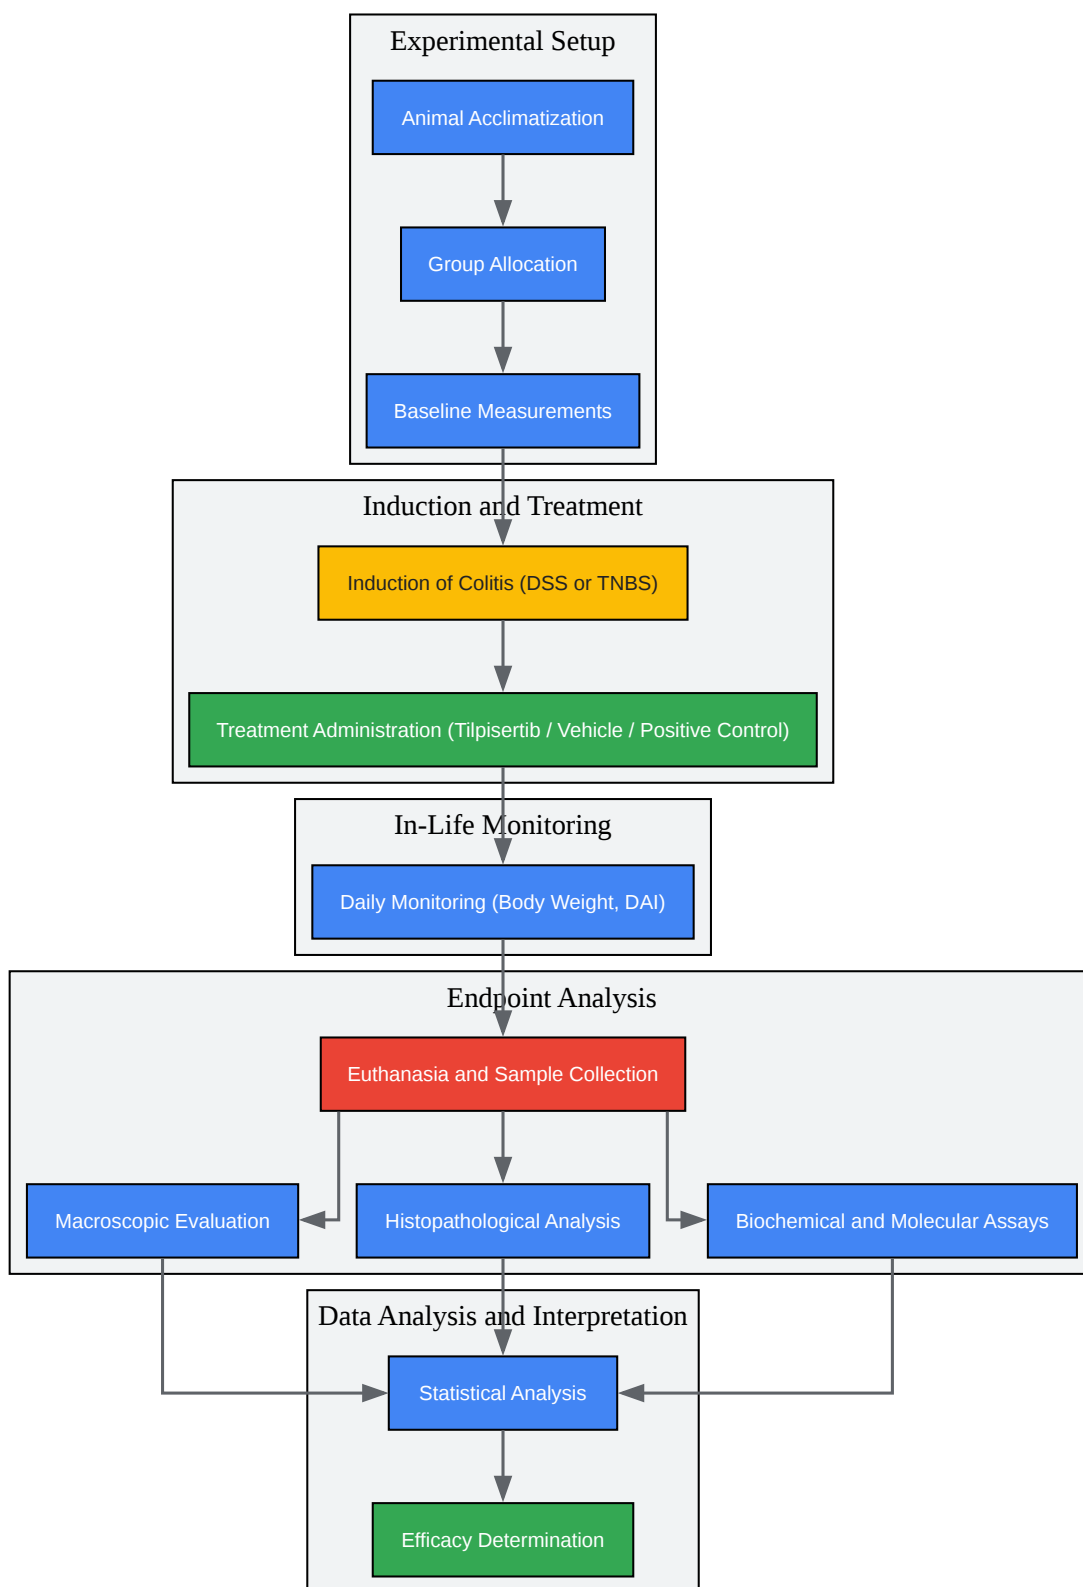 Experimental Setup
Animal Acclimatization
Group Allocation
Baseline Measurements
Induction and Treatment
Induction of Colitis (DSS or TNBS)
Treatment Administration (Tilpisertib / Vehicle / Positive Control)
In-Life Monitoring
Daily Monitoring (Body Weight, DAI)
Endpoint Analysis
Euthanasia and Sample Collection
Macroscopic Evaluation
Histopathological Analysis
Biochemical and Molecular Assays
Data Analysis and Interpretation
Statistical Analysis
Efficacy Determination